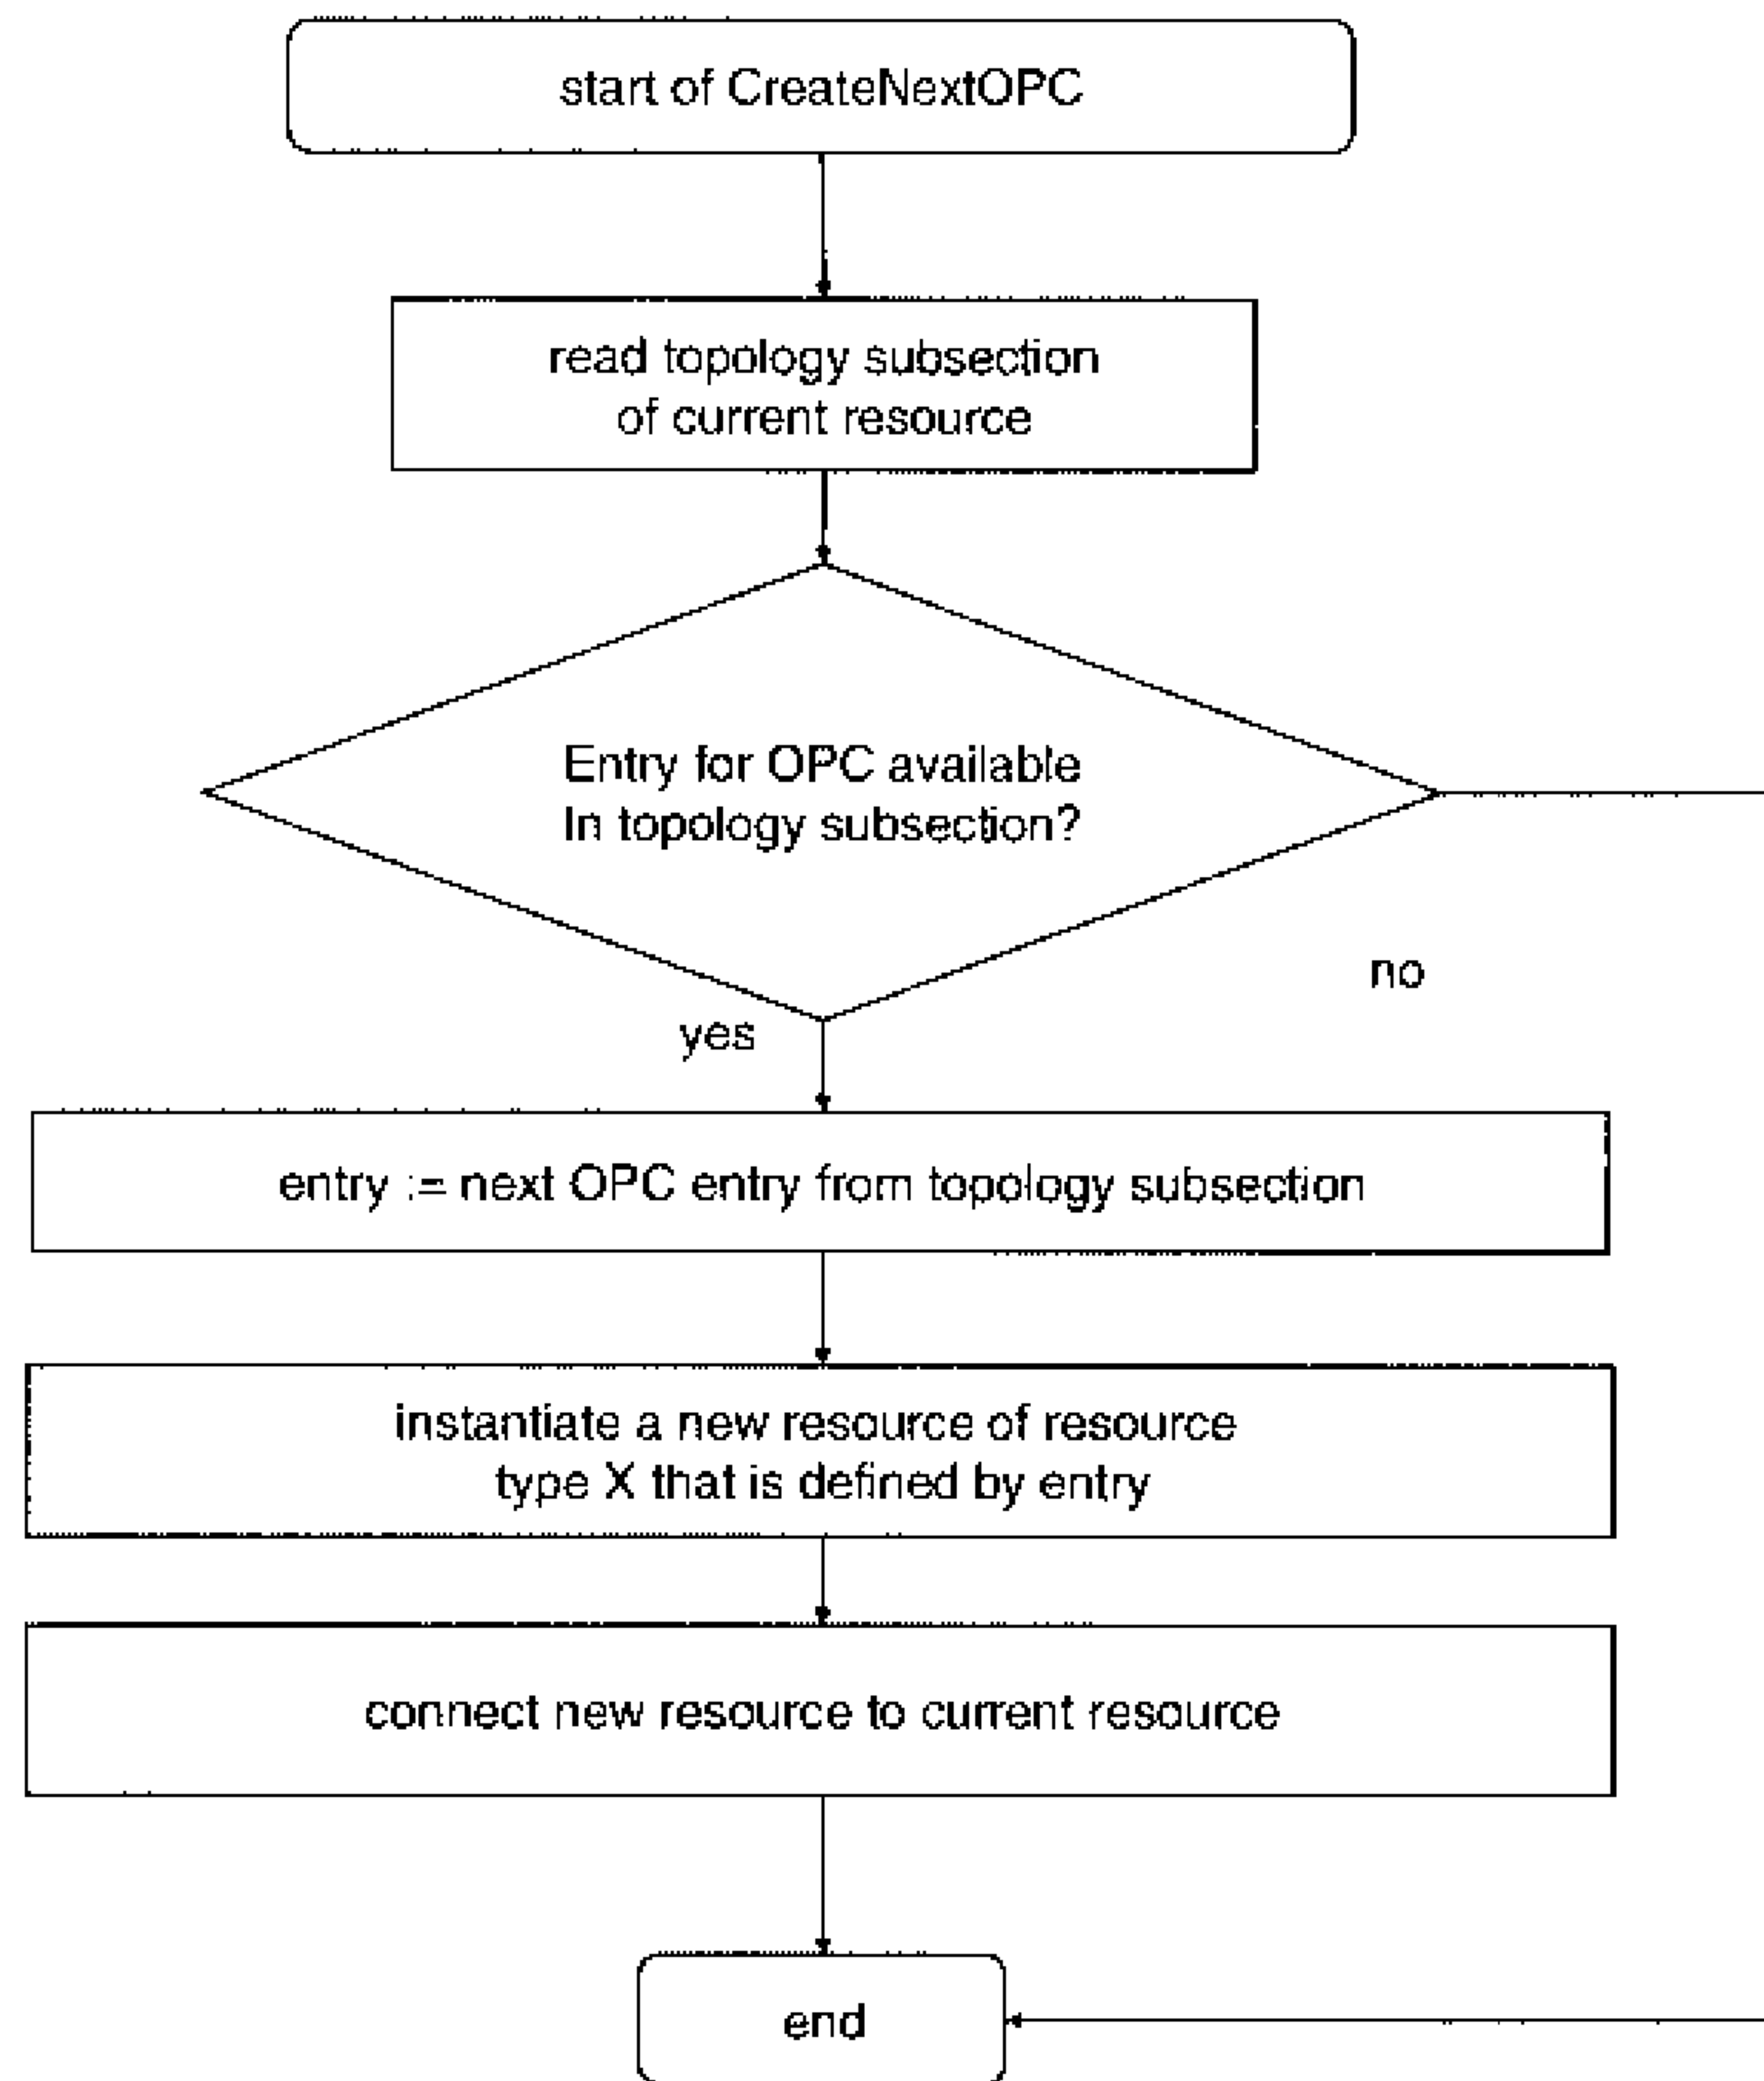 start of CreateNextOPC
read topology subsection
of current resource
Entry for OPC available
In topology subsection?
no
yes
entry := next OPC entry from topology subsection
instantiate a new resource of resource
type X that is defined by entry
connect new resource to current resource
end